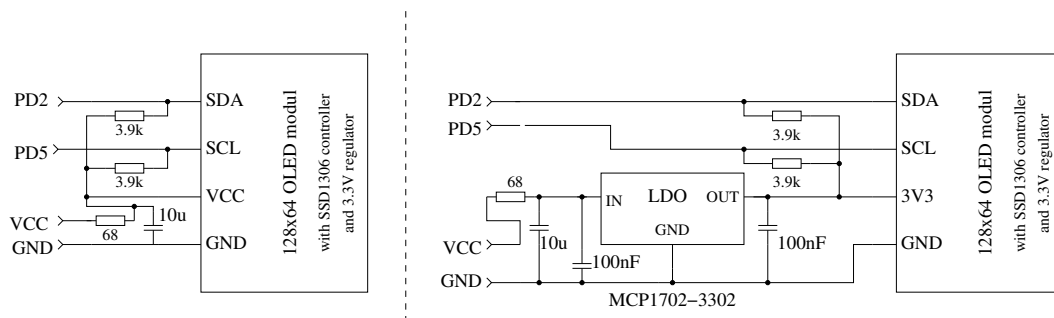 PD2
SDA
3.9k
PD5
SCL
3.9k
VCC
VCC
68
10u
GND
GND
128x64 OLED modul
with SSD1306 controller
and 3.3V regulator
PD2
SDA
3.9k
PD5
SCL
3.9k
68
IN
LDO
OUT
GND
3V3
VCC
10u
100nF
100nF
GND
GND
MCP1702−3302
128x64 OLED modul
with SSD1306 controller
and 3.3V regulator